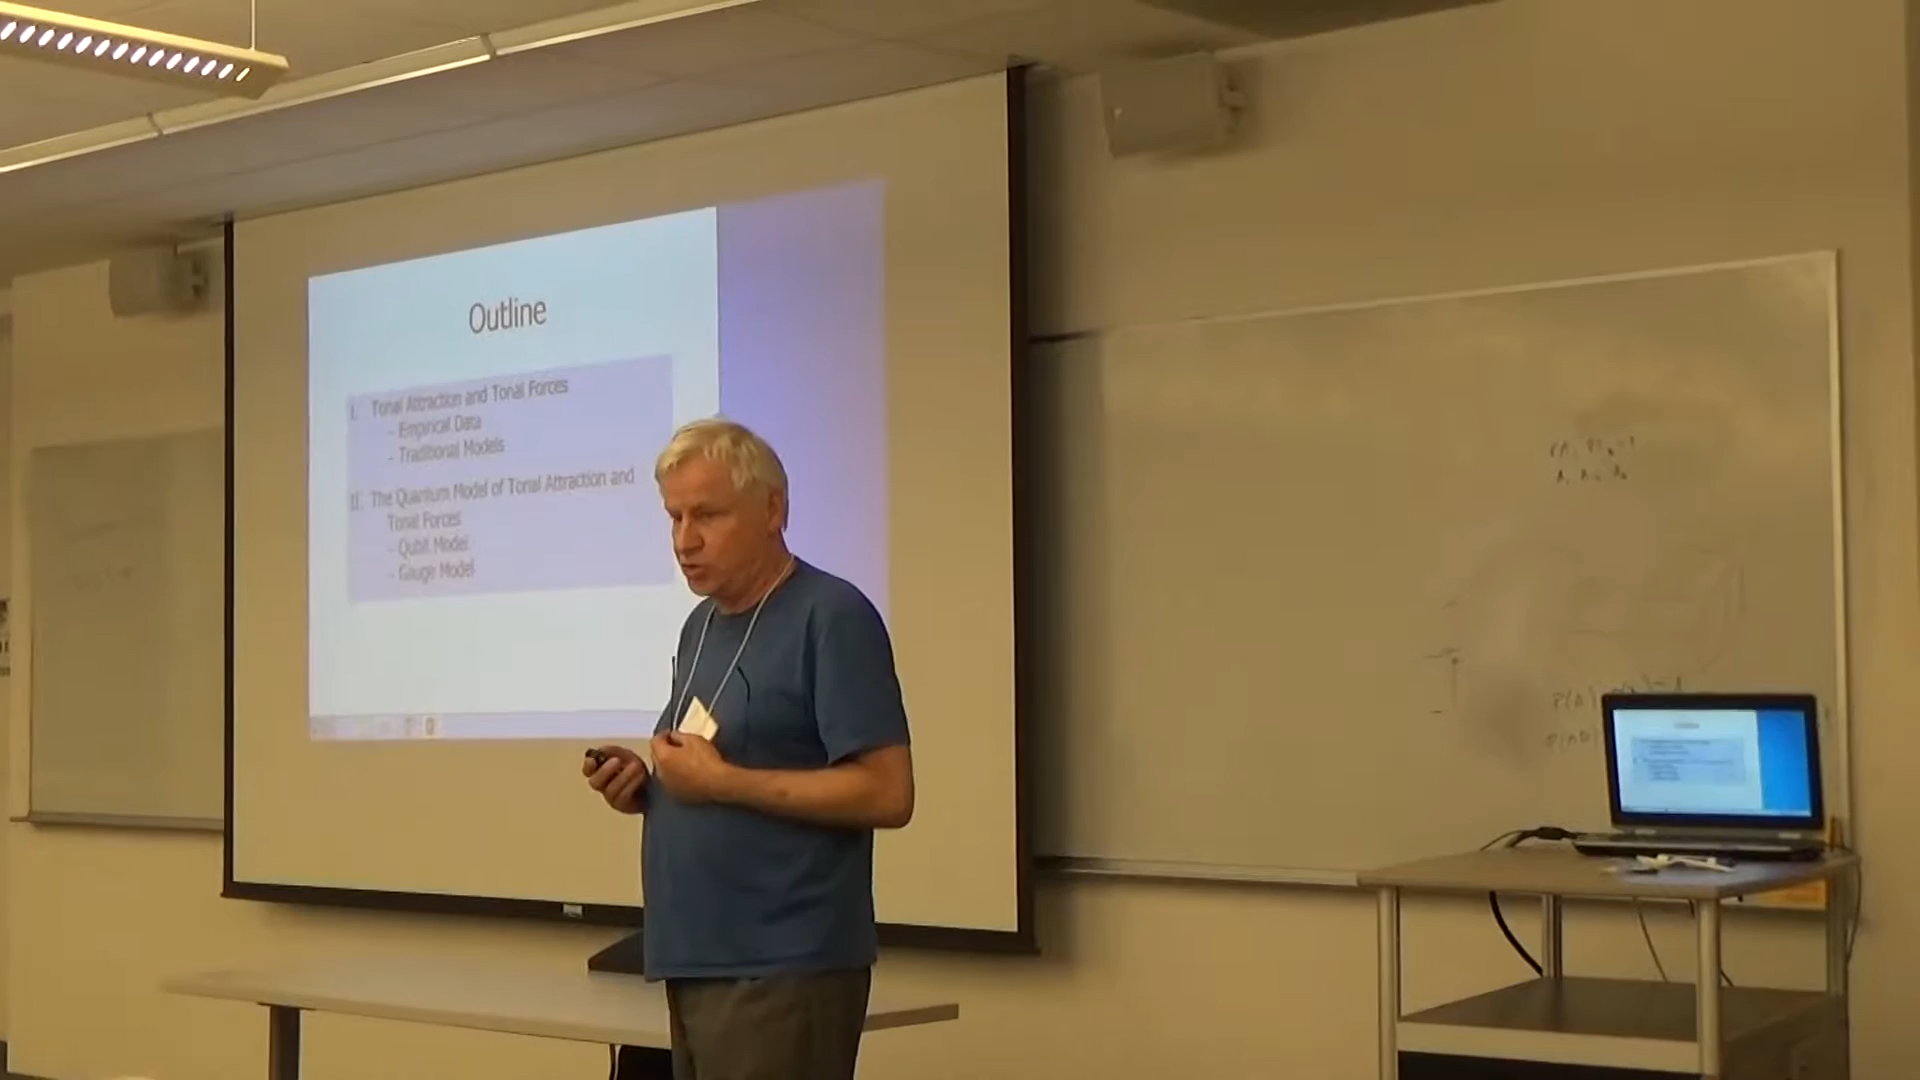 Outline
I. Tonal Attraction and Tonal Forces
- Empirical Data
- Traditional Models
II. The Quantum Model of Tonal Attraction and
Tonal Forces
- Qubit Model
- Gauge Model